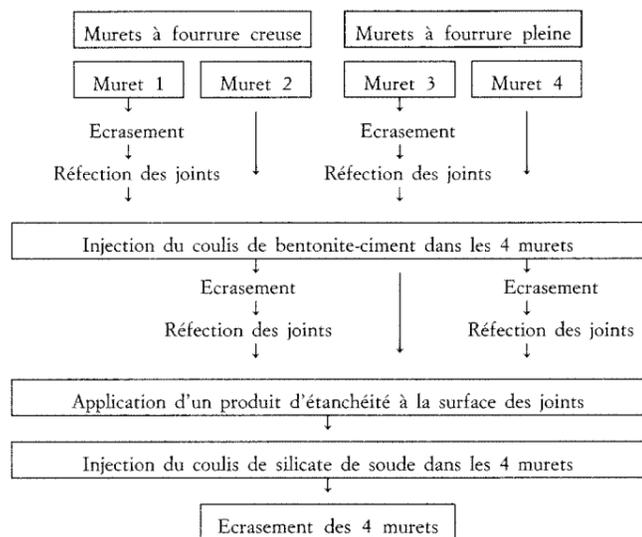 Murets à fourrure creuse Murets à fourrure pleine
Muret 1 Muret 2 Muret 3 Muret 4
Ecrasement Ecrasement
Réfection des joints Réfection des joints
Injection du coulis de bentonite-ciment dans les 4 murets
Ecrasement Ecrasement
Réfection des joints Réfection des joints
Application d'un produit d'étanchéité à la surface des joints
Injection du coulis de silicate de soude dans les 4 murets
Ecrasement des 4 murets